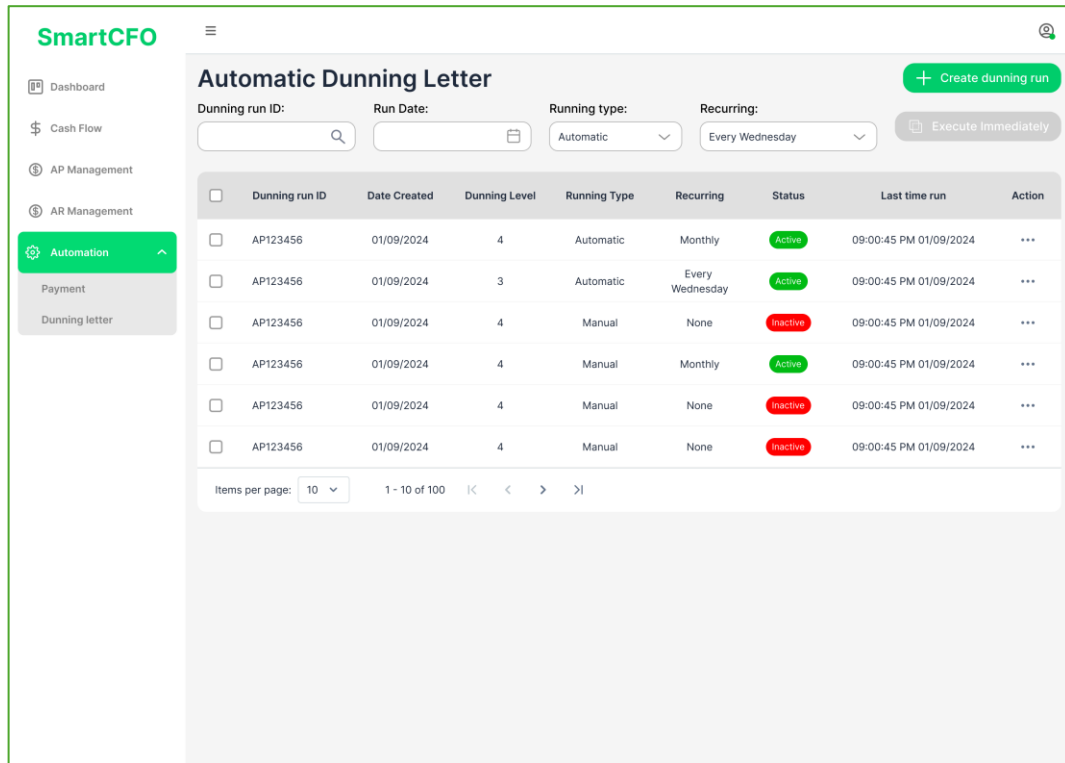 SmartCFO
Dashboard
Cash Flow
AP Management
AR Management
Automation
Payment
Dunning letter
Automatic Dunning Letter
Create dunning run
Dunning run ID:
Run Date:
Running type:
Recurring:
Automatic
Every Wednesday
Execute Immediately
Dunning run ID Date Created Dunning Level Running Type Recurring Status Last time run Action
AP123456 01/09/2024 4 Automatic Monthly Active 09:00:45 PM 01/09/2024
AP123456 01/09/2024 3 Automatic Every Wednesday Active 09:00:45 PM 01/09/2024
AP123456 01/09/2024 4 Manual None Inactive 09:00:45 PM 01/09/2024
AP123456 01/09/2024 4 Manual Monthly Active 09:00:45 PM 01/09/2024
AP123456 01/09/2024 4 Manual None Inactive 09:00:45 PM 01/09/2024
AP123456 01/09/2024 4 Manual None Inactive 09:00:45 PM 01/09/2024
Items per page: 10 1 - 10 of 100